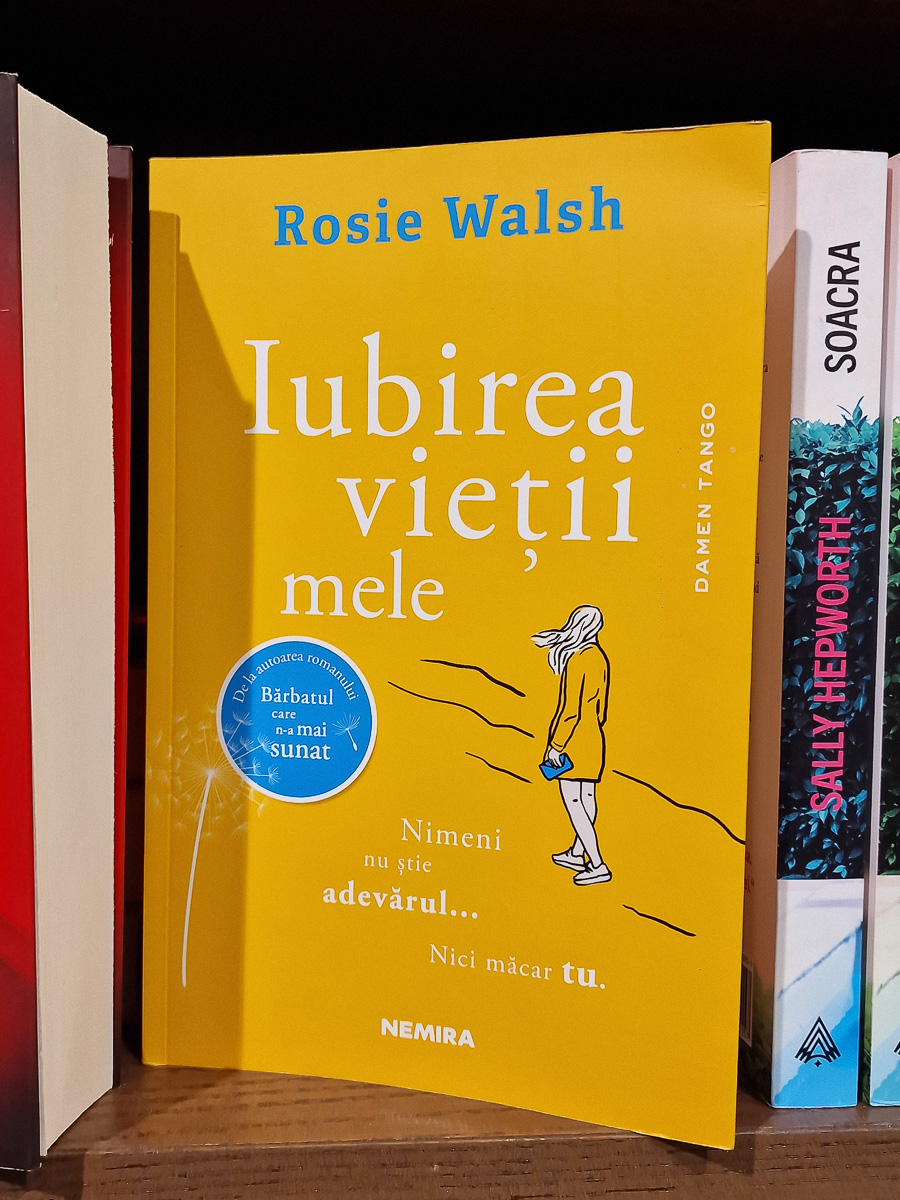 Rosie Walsh
Iubirea
vieții
mele
DAMEN TANGO
De la autoarea romanului
Bărbatul
care
n-a mai
sunat
Nimeni
nu știe
adevărul...
Nici măcar tu.
NEMIRA
SOACRA
SALLY HEPWORTH